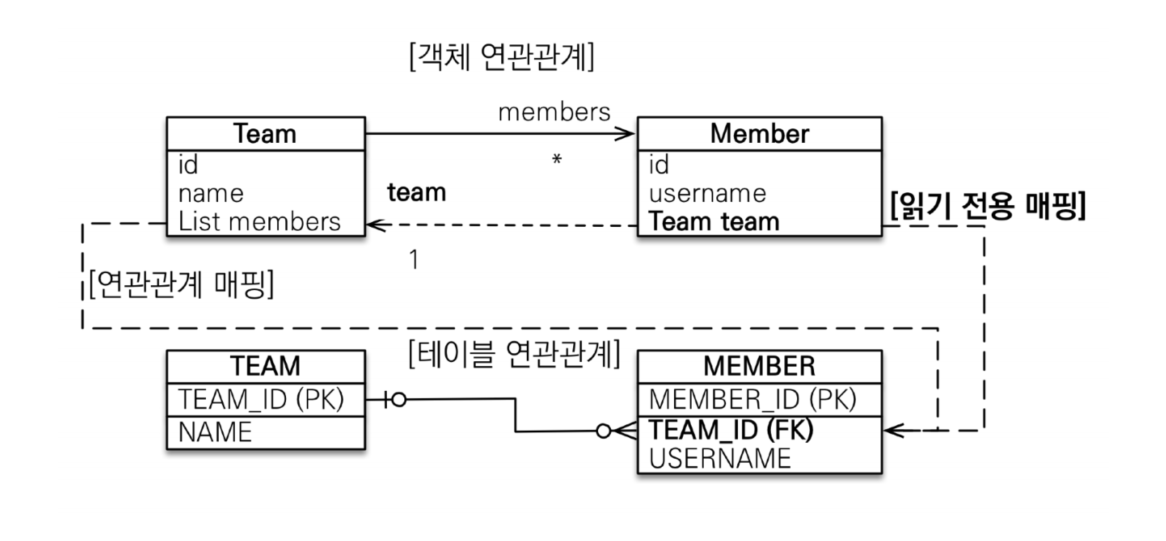 [객체 연관관계]
members
Team
id
name
List members
*
team
1
Member
id
username
Team team
[읽기 전용 매핑]
[연관관계 매핑]
[테이블 연관관계]
TEAM
TEAM_ID (PK)
NAME
MEMBER
MEMBER_ID (PK)
TEAM_ID (FK)
USERNAME